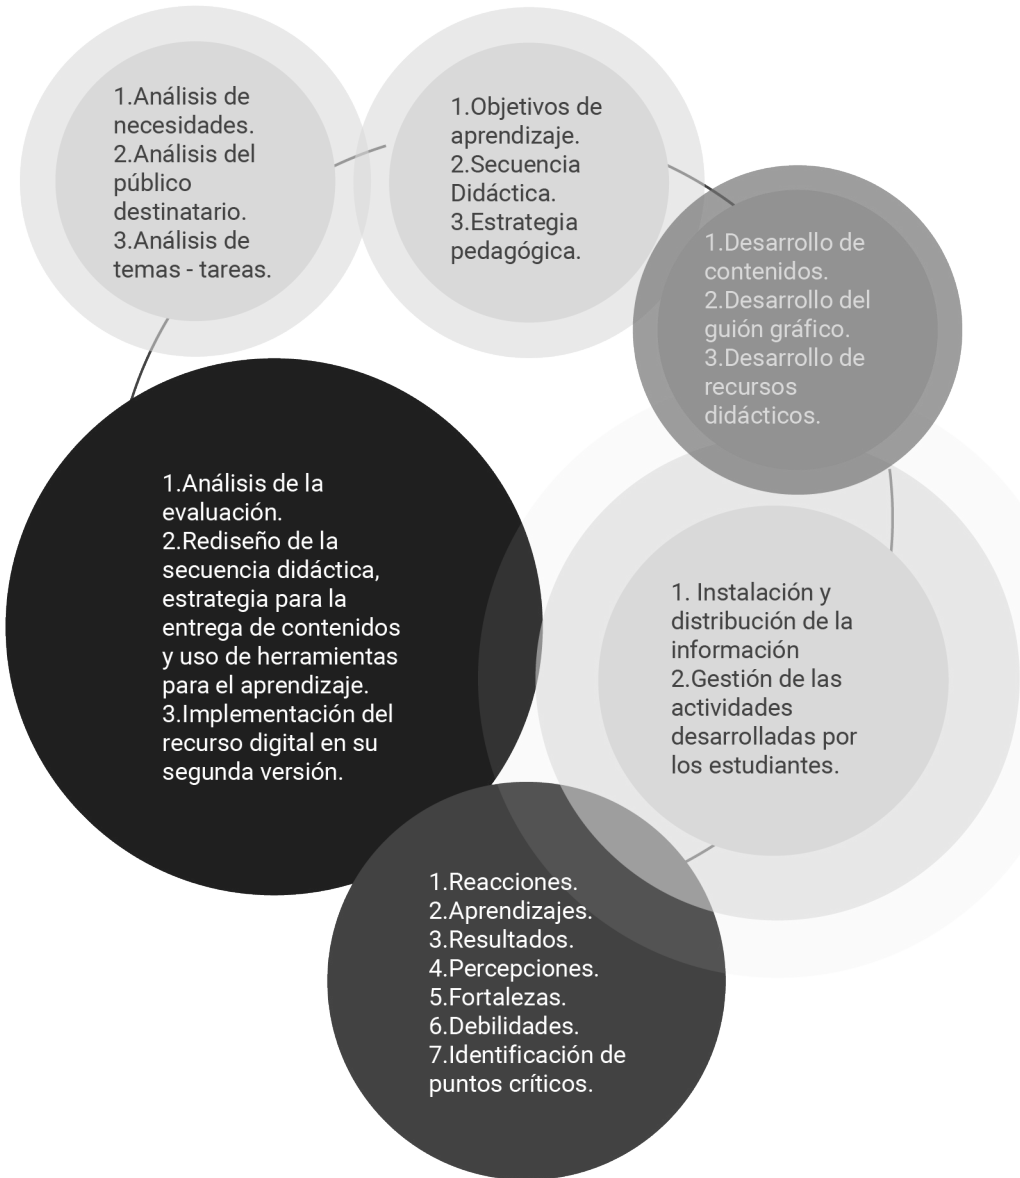 1.Análisis de
necesidades.
2.Análisis del
público
destinatario.
3.Análisis de
temas - tareas.
1.Objetivos de
aprendizaje.
2.Secuencia
Didáctica.
3.Estrategia
pedagógica.
1.Desarrollo de
contenidos.
2.Desarrollo del
guión gráfico.
3.Desarrollo de
recursos
didácticos.
1. Instalación y
distribución de la
información
2.Gestión de las
actividades
desarrolladas por
los estudiantes.
1.Reacciones.
2.Aprendizajes.
3.Resultados.
4.Percepciones.
5.Fortalezas.
6.Debilidades.
7.Identificación de
puntos críticos.
1.Análisis de la
evaluación.
2.Rediseño de la
secuencia didáctica,
estrategia para la
entrega de contenidos
y uso de herramientas
para el aprendizaje.
3.Implementación del
recurso digital en su
segunda versión.